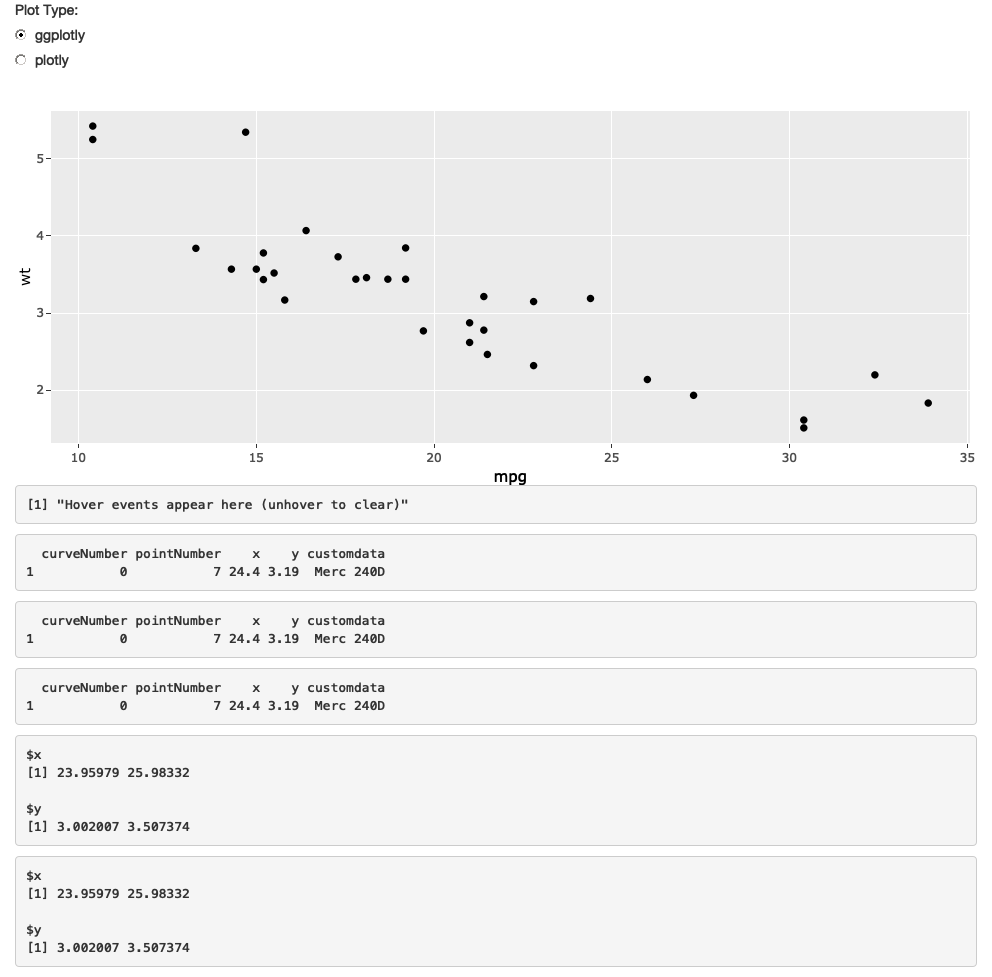 Plot Type:
ggplotly
plotly
5
4
3
2
wt
10 15 20 25 30 35
mpg
[1] "Hover events appear here (unhover to clear)"
  curveNumber pointNumber    x    y customdata
1           0           7 24.4 3.19  Merc 240D
  curveNumber pointNumber    x    y customdata
1           0           7 24.4 3.19  Merc 240D
  curveNumber pointNumber    x    y customdata
1           0           7 24.4 3.19  Merc 240D
$x
[1] 23.95979 25.98332
$y
[1] 3.002007 3.507374
$x
[1] 23.95979 25.98332
$y
[1] 3.002007 3.507374